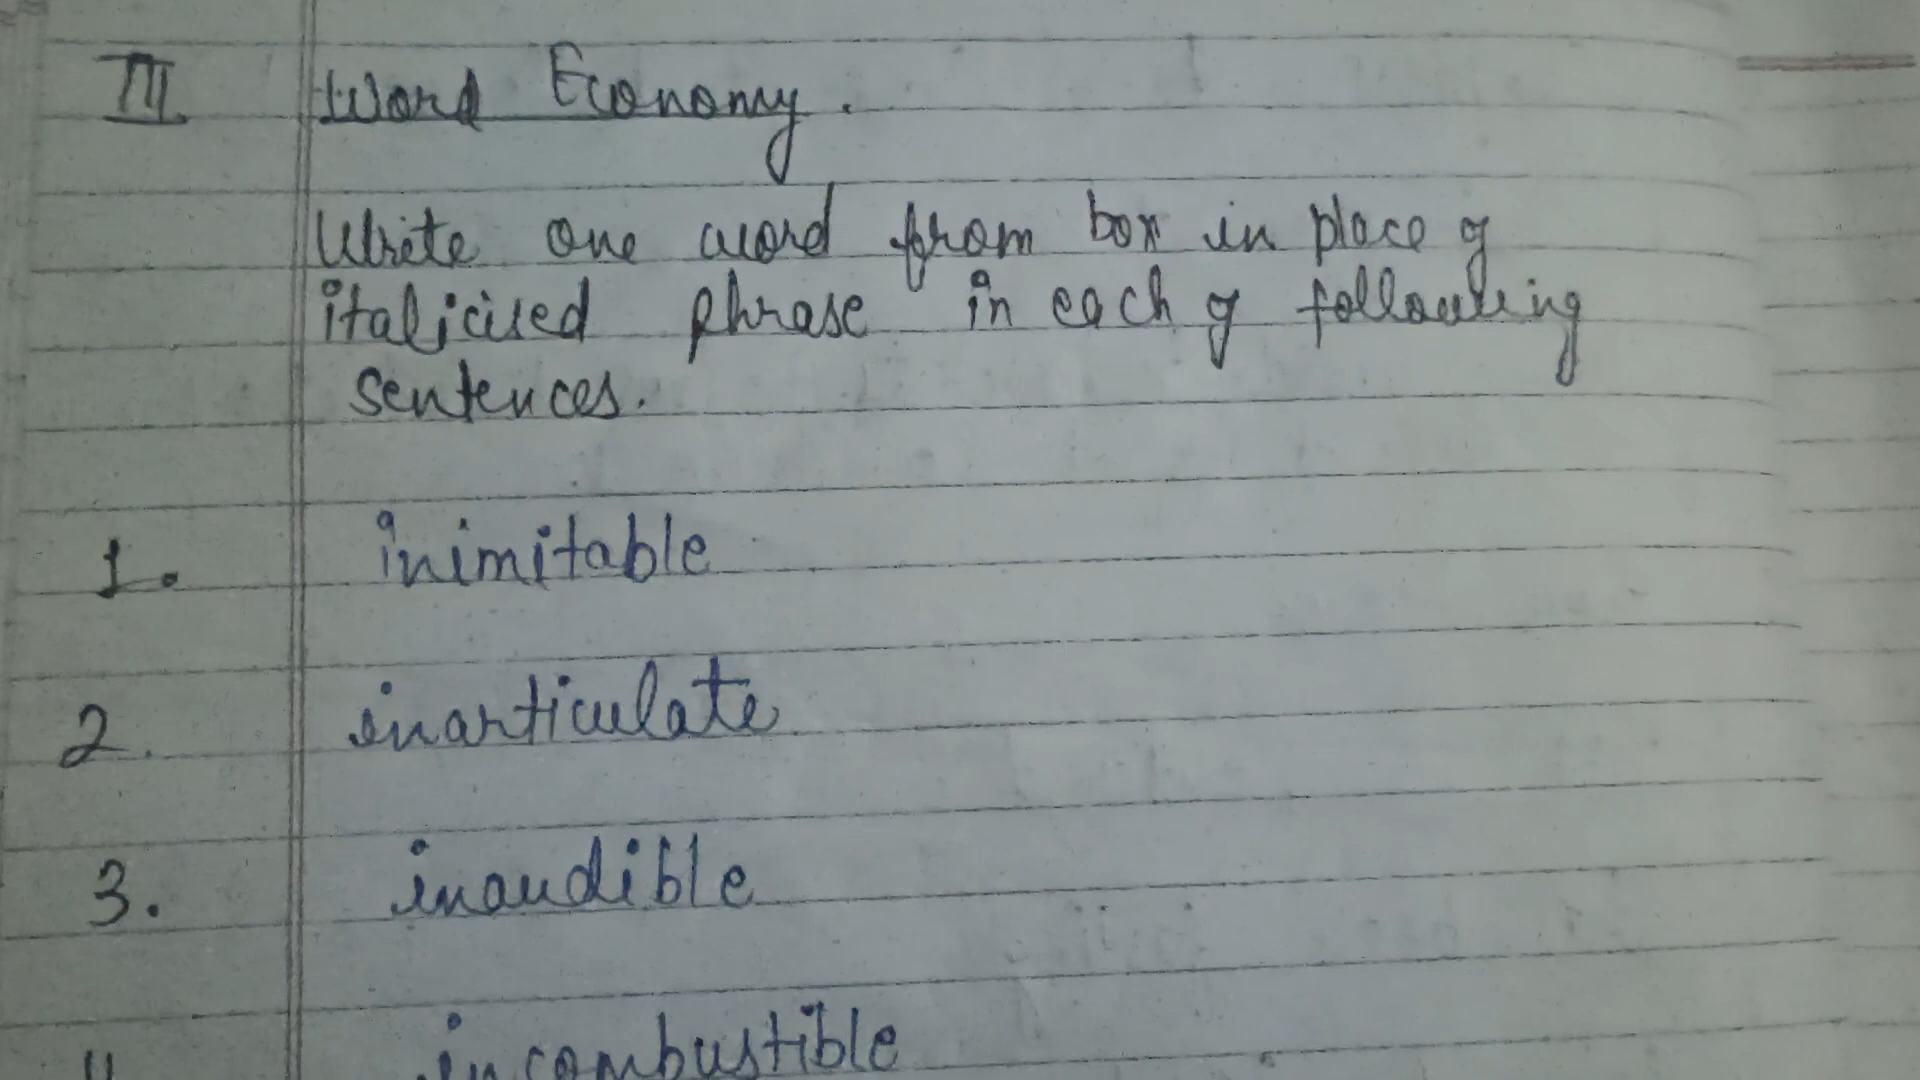 III Word Economy.
Write one word from box in place of
italicised phrase in each of following
sentences.
1. inimitable
2. inarticulate
3. inaudible
4. incombustible